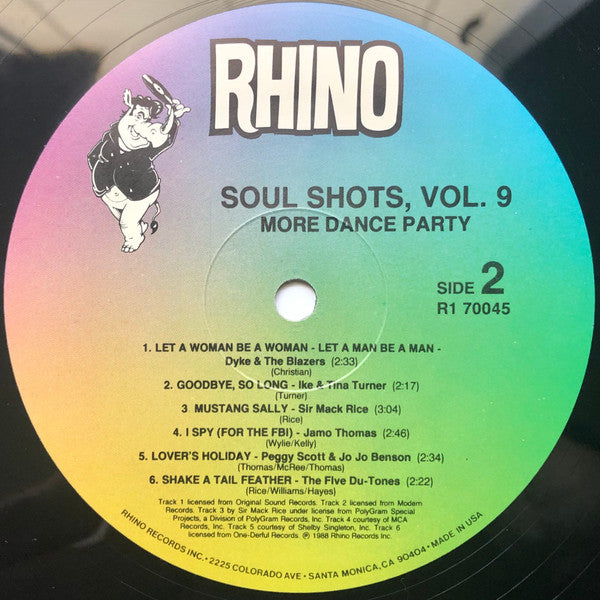 RHINO
SOUL SHOTS, VOL. 9
MORE DANCE PARTY
SIDE 2
R1 70045
1. LET A WOMAN BE A WOMAN - LET A MAN BE A MAN -
Dyke & The Blazers (2:33)
(Christian)
2. GOODBYE, SO LONG - Ike & Tina Turner (2:17)
(Turner)
3 MUSTANG SALLY - Sir Mack Rice (3:04)
(Rice)
4. I SPY (FOR THE FBI) - Jamo Thomas (2:46)
(Wylie/Kelly)
5. LOVER'S HOLIDAY - Peggy Scott & Jo Jo Benson (2:34)
(Thomas/McRee/Thomas)
6. SHAKE A TAIL FEATHER - The Five Du-Tones (2:22)
(Rice/Williams/Hayes)
Track 1 licensed from Original Sound Records. Track 2 licensed from Modern
Records. Track 3 by Sir Mack Rice under license from PolyGram Special
Projects, a Division of PolyGram Records, Inc. Track 4 courtesy of MCA
Records, Inc. Track 5 courtesy of Shelby Singleton, Inc. Track 6
licensed from One-Derful Records. ℗ 1988 Rhino Records Inc.
RHINO RECORDS INC. • 2225 COLORADO AVE • SANTA MONICA, CA 90404 • MADE IN USA